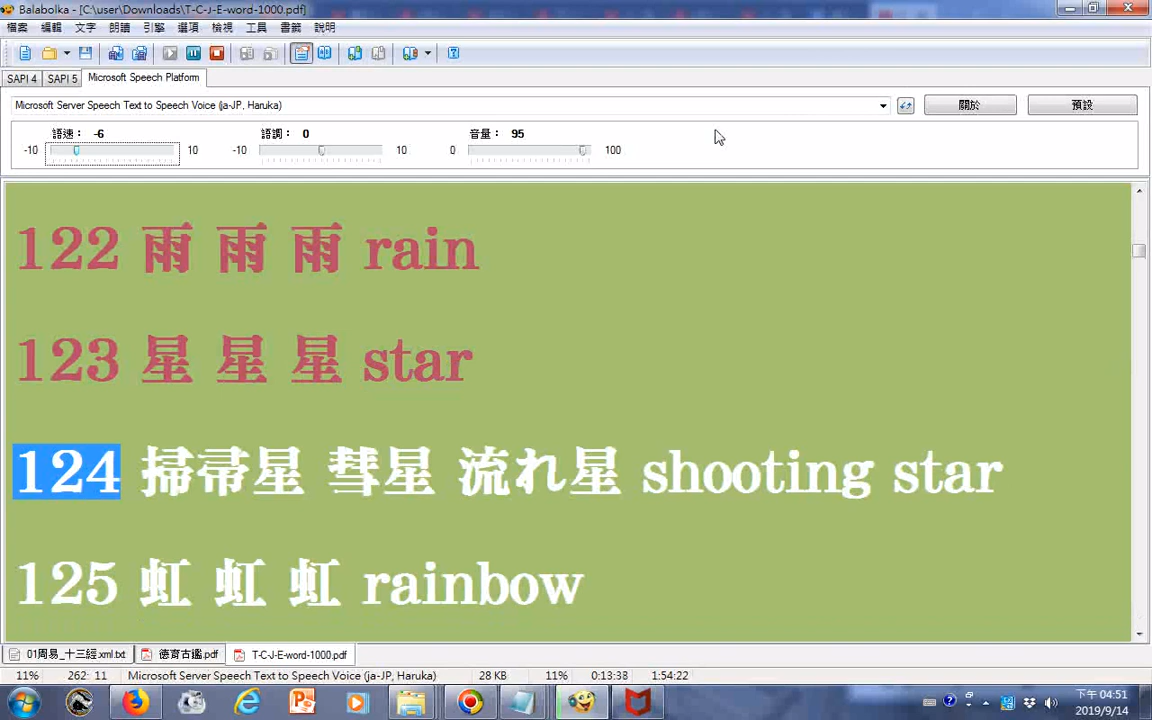 Balabolka - [C:\user\Downloads\T-C-J-E-word-1000.pdf]
檔案 編輯 文字 朗讀 引擎 選項 檢視 工具 書籤 說明
SAPI 4 SAPI 5 Microsoft Speech Platform
Microsoft Server Speech Text to Speech Voice (ja-JP, Haruka) 關於 預設
語速： -6 語調： 0 音量： 95
-10 10 -10 10 0 100
122 雨 雨 雨 rain
123 星 星 星 star
124 掃帚星 彗星 流れ星 shooting star
125 虹 虹 虹 rainbow
01周易_十三經.xml.txt 德育古鑑.pdf T-C-J-E-word-1000.pdf
11% 262: 11 Microsoft Server Speech Text to Speech Voice (ja-JP, Haruka) 28 KB 11% 0:13:38 1:54:22
下午 04:51
2019/9/14